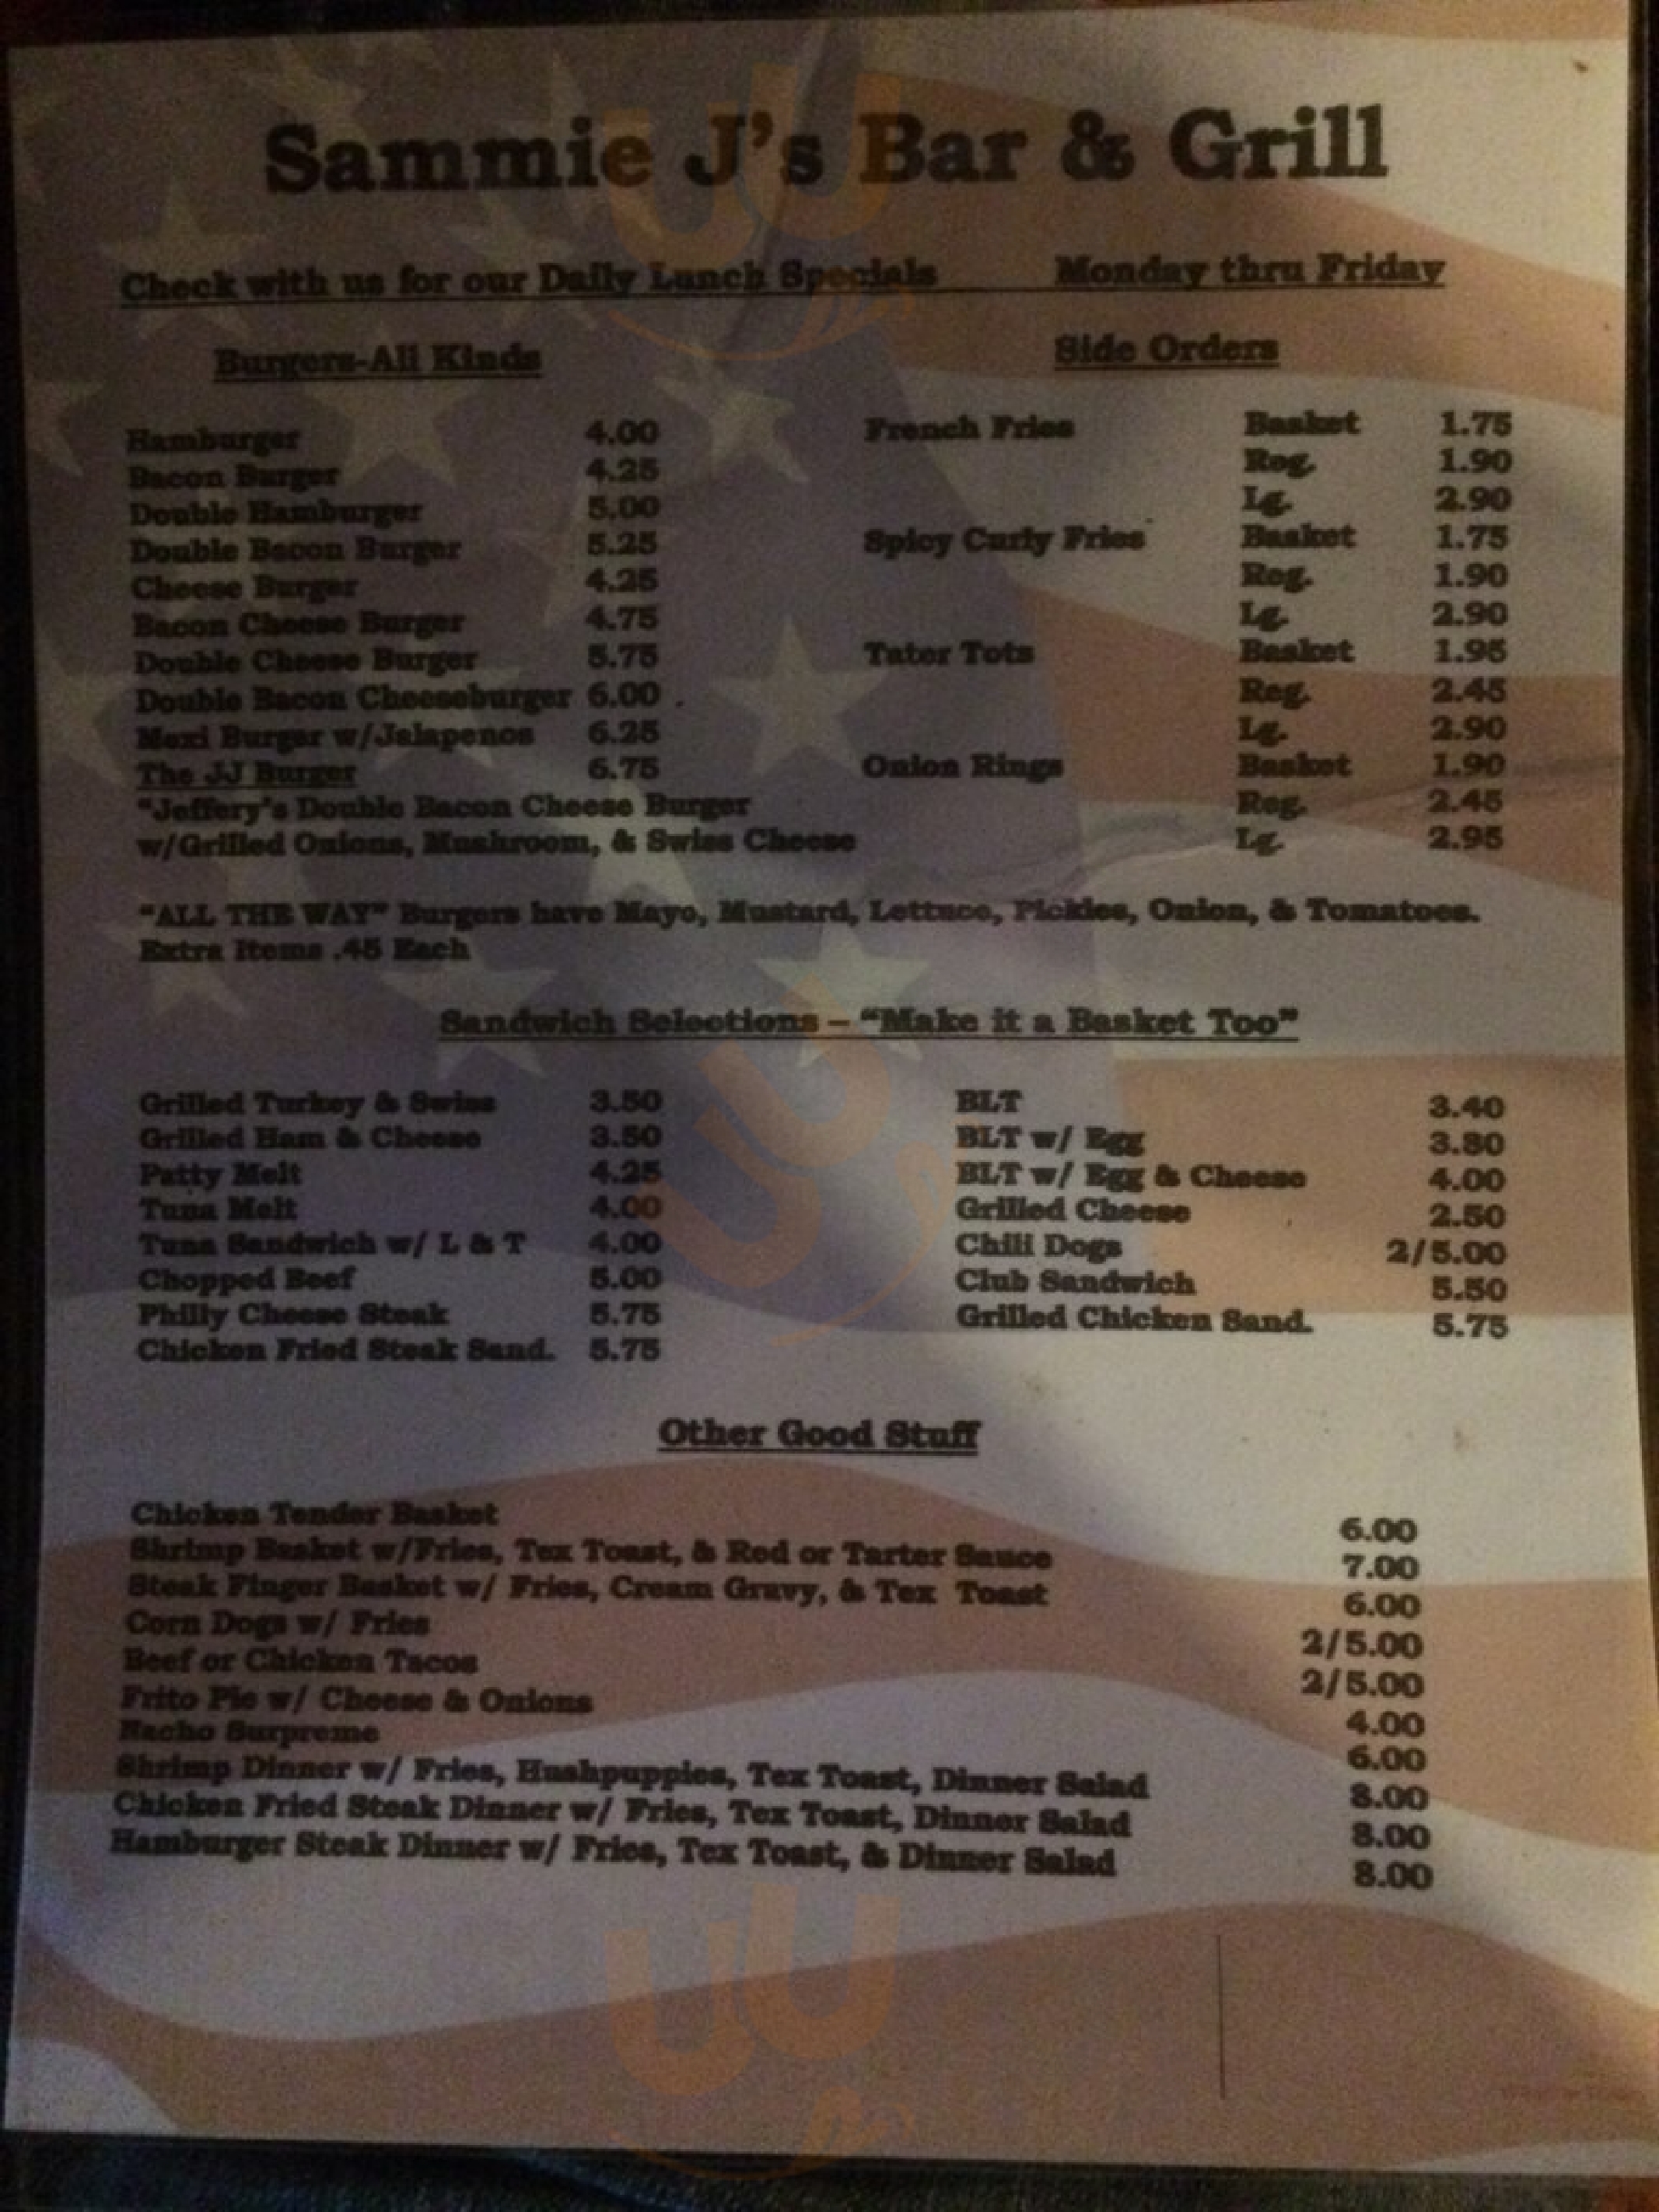 Sammie J's Bar & Grill
Check with us for our Daily Lunch Specials Monday thru Friday
Burgers-All Kinds
Hamburger 4.00
Bacon Burger 4.25
Double Hamburger 5.00
Double Bacon Burger 5.25
Cheese Burger 4.25
Bacon Cheese Burger 4.75
Double Cheese Burger 5.75
Double Bacon Cheeseburger 6.00
Mexi Burger w/Jalapenos 6.25
The JJ Burger 6.75
"Jeffery's Double Bacon Cheese Burger
w/Grilled Onions, Mushroom, & Swiss Cheese
Side Orders
French Fries Basket 1.75
Reg. 1.90
Lg. 2.90
Spicy Curly Fries Basket 1.75
Reg. 1.90
Lg. 2.90
Tater Tots Basket 1.95
Reg. 2.45
Lg. 2.90
Onion Rings Basket 1.90
Reg. 2.45
Lg. 2.95
"ALL THE WAY" Burgers have Mayo, Mustard, Lettuce, Pickles, Onion, & Tomatoes.
Extra Items .45 Each
Sandwich Selections – "Make it a Basket Too"
Grilled Turkey & Swiss 3.50
Grilled Ham & Cheese 3.50
Patty Melt 4.25
Tuna Melt 4.00
Tuna Sandwich w/ L & T 4.00
Chopped Beef 5.00
Philly Cheese Steak 5.75
Chicken Fried Steak Sand. 5.75
BLT 3.40
BLT w/ Egg 3.80
BLT w/ Egg & Cheese 4.00
Grilled Cheese 2.50
Chili Dogs 2/5.00
Club Sandwich 5.50
Grilled Chicken Sand. 5.75
Other Good Stuff
Chicken Tender Basket 6.00
Shrimp Basket w/Fries, Tex Toast, & Red or Tarter Sauce 7.00
Steak Finger Basket w/ Fries, Cream Gravy, & Tex Toast 6.00
Corn Dogs w/ Fries 2/5.00
Beef or Chicken Tacos 2/5.00
Frito Pie w/ Cheese & Onions 4.00
Nacho Surpreme 6.00
Shrimp Dinner w/ Fries, Hushpuppies, Tex Toast, Dinner Salad 8.00
Chicken Fried Steak Dinner w/ Fries, Tex Toast, Dinner Salad 8.00
Hamburger Steak Dinner w/ Fries, Tex Toast, & Dinner Salad 8.00